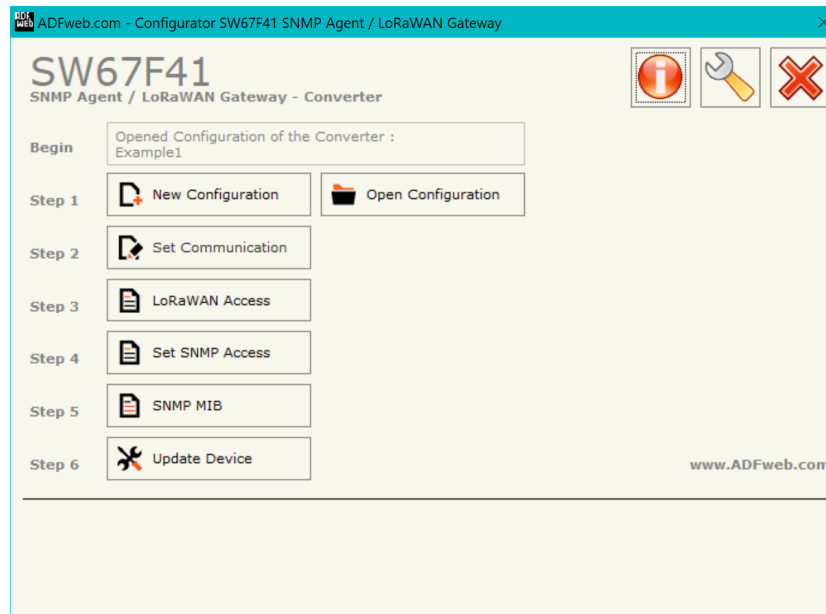 ADF
WEB
ADFweb.com - Configurator SW67F41 SNMP Agent / LoRaWAN Gateway
SW67F41
SNMP Agent / LoRaWAN Gateway - Converter
Begin
Opened Configuration of the Converter :
Example1
Step 1
New Configuration
Open Configuration
Step 2
Set Communication
Step 3
LoRaWAN Access
Step 4
Set SNMP Access
Step 5
SNMP MIB
Step 6
Update Device
www.ADFweb.com